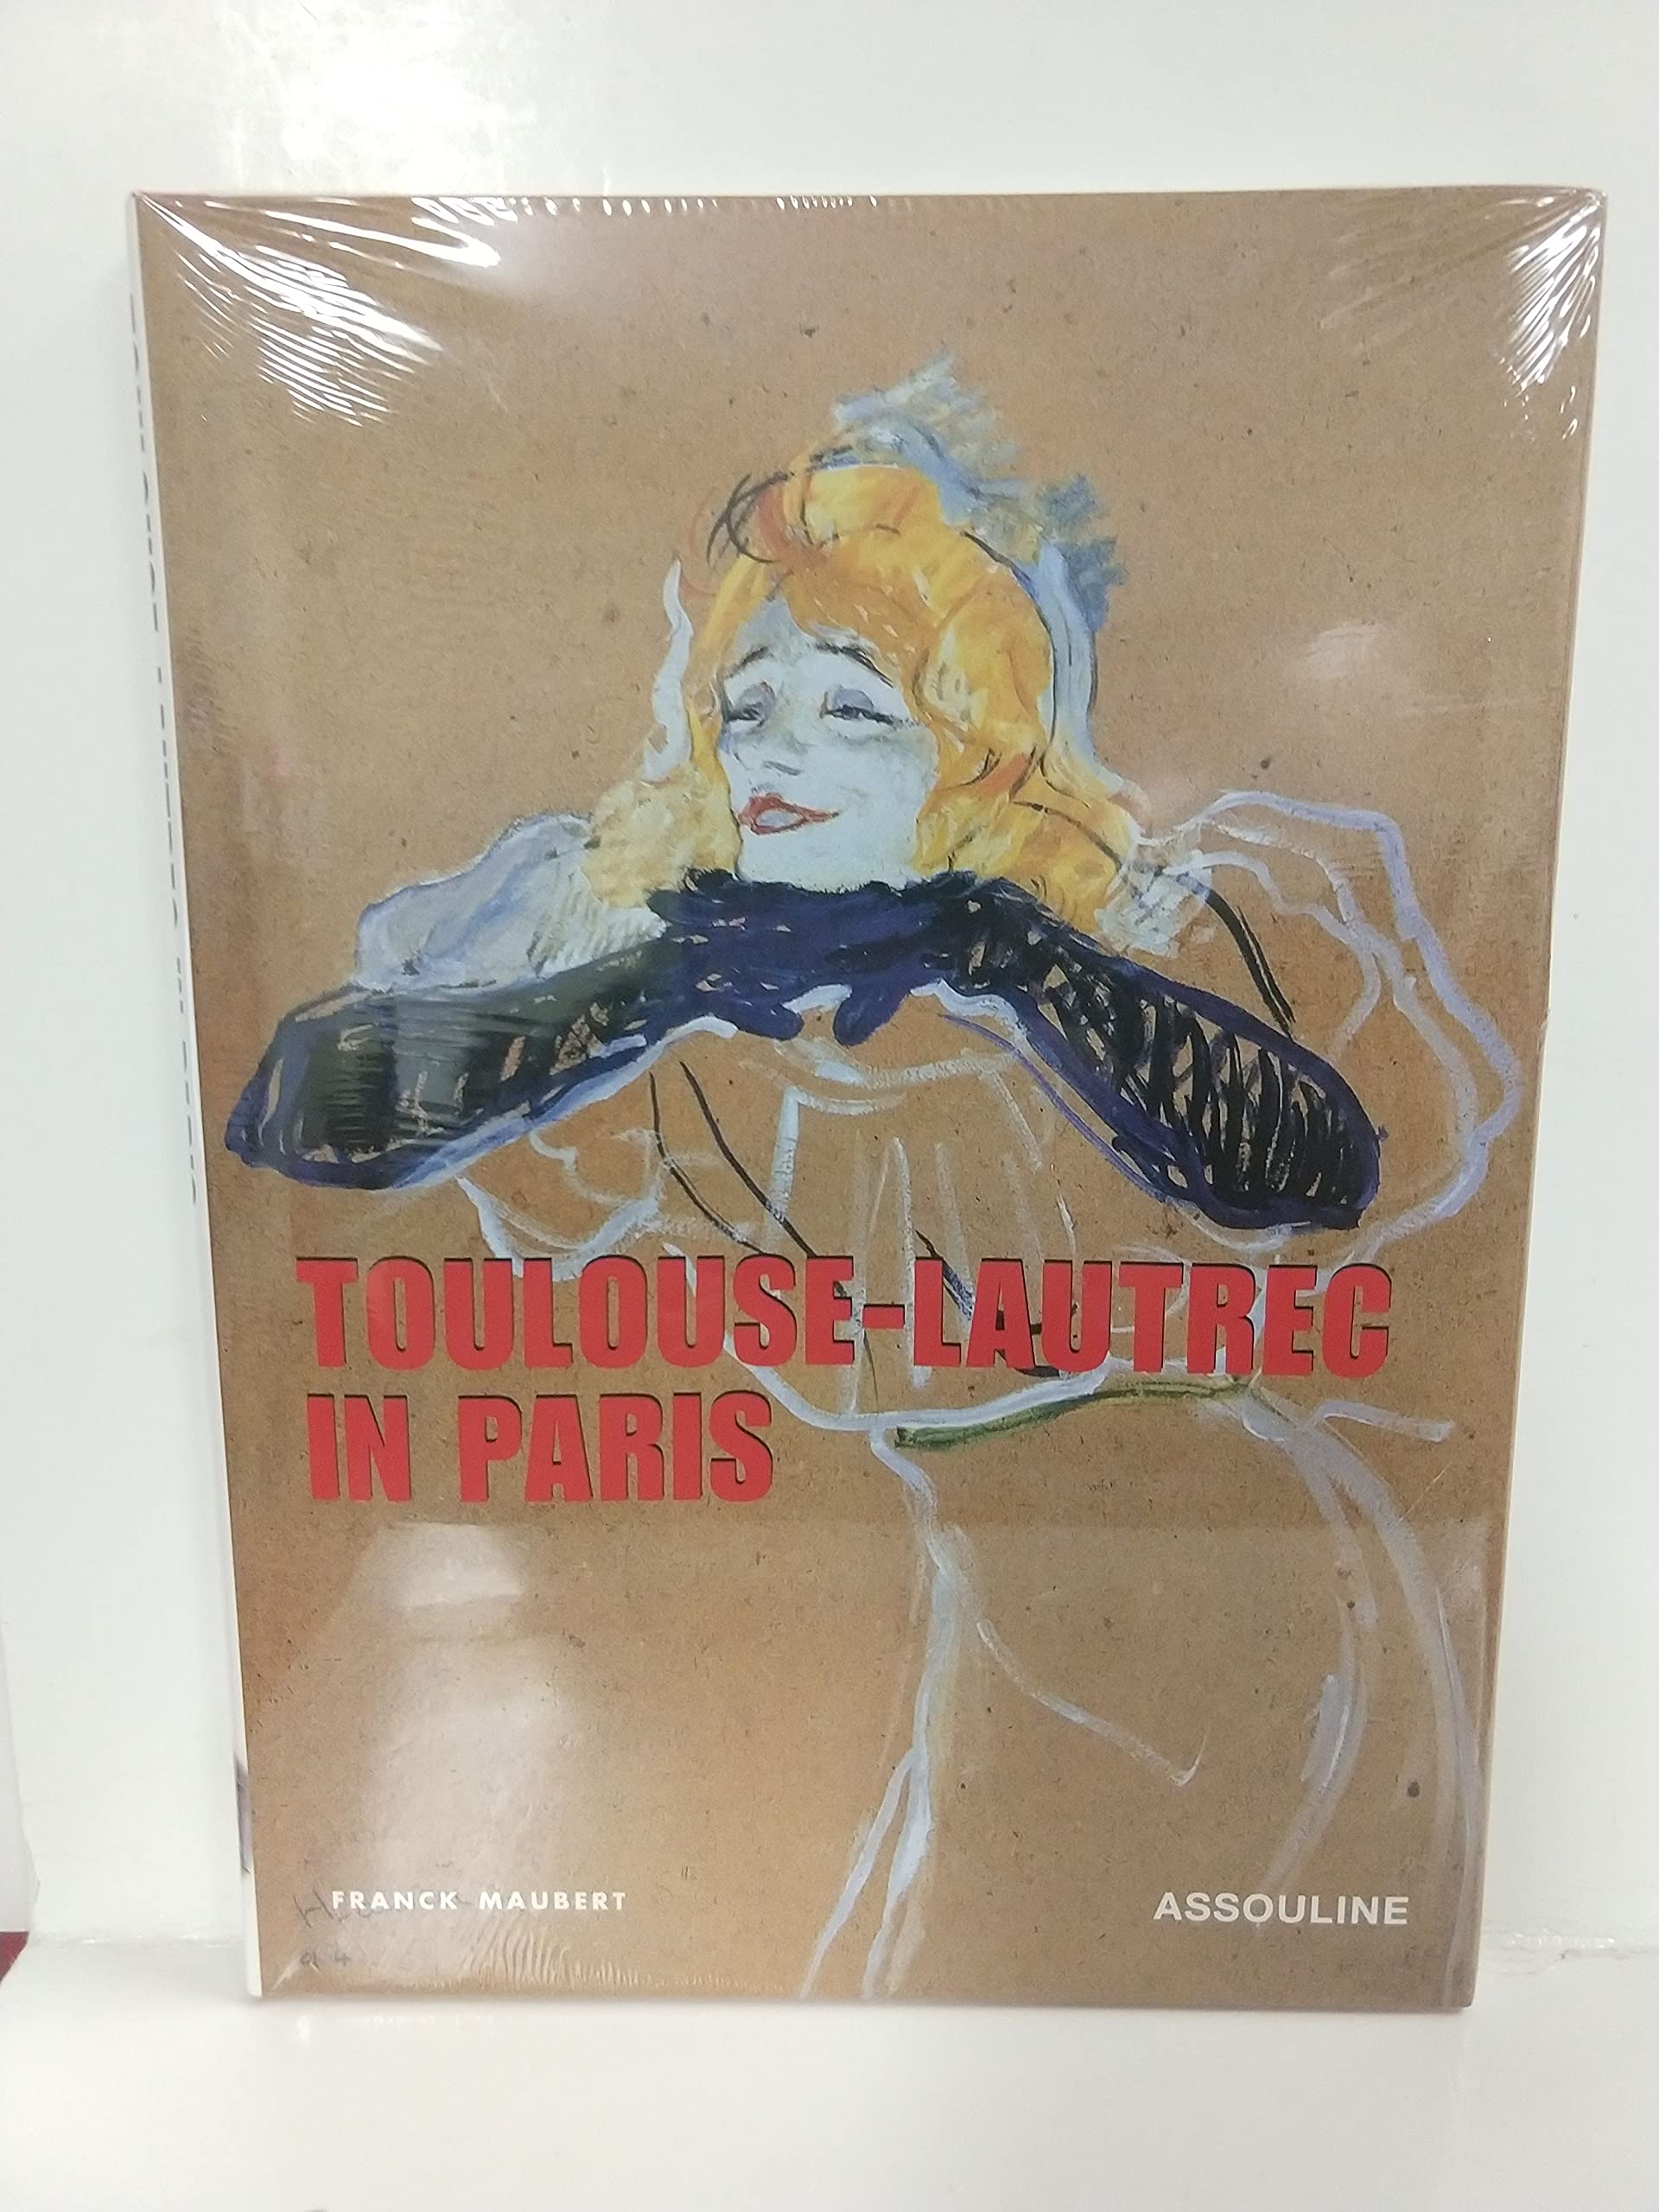 TOULOUSE-LAUTREC
IN PARIS
FRANCK MAUBERT
ASSOULINE